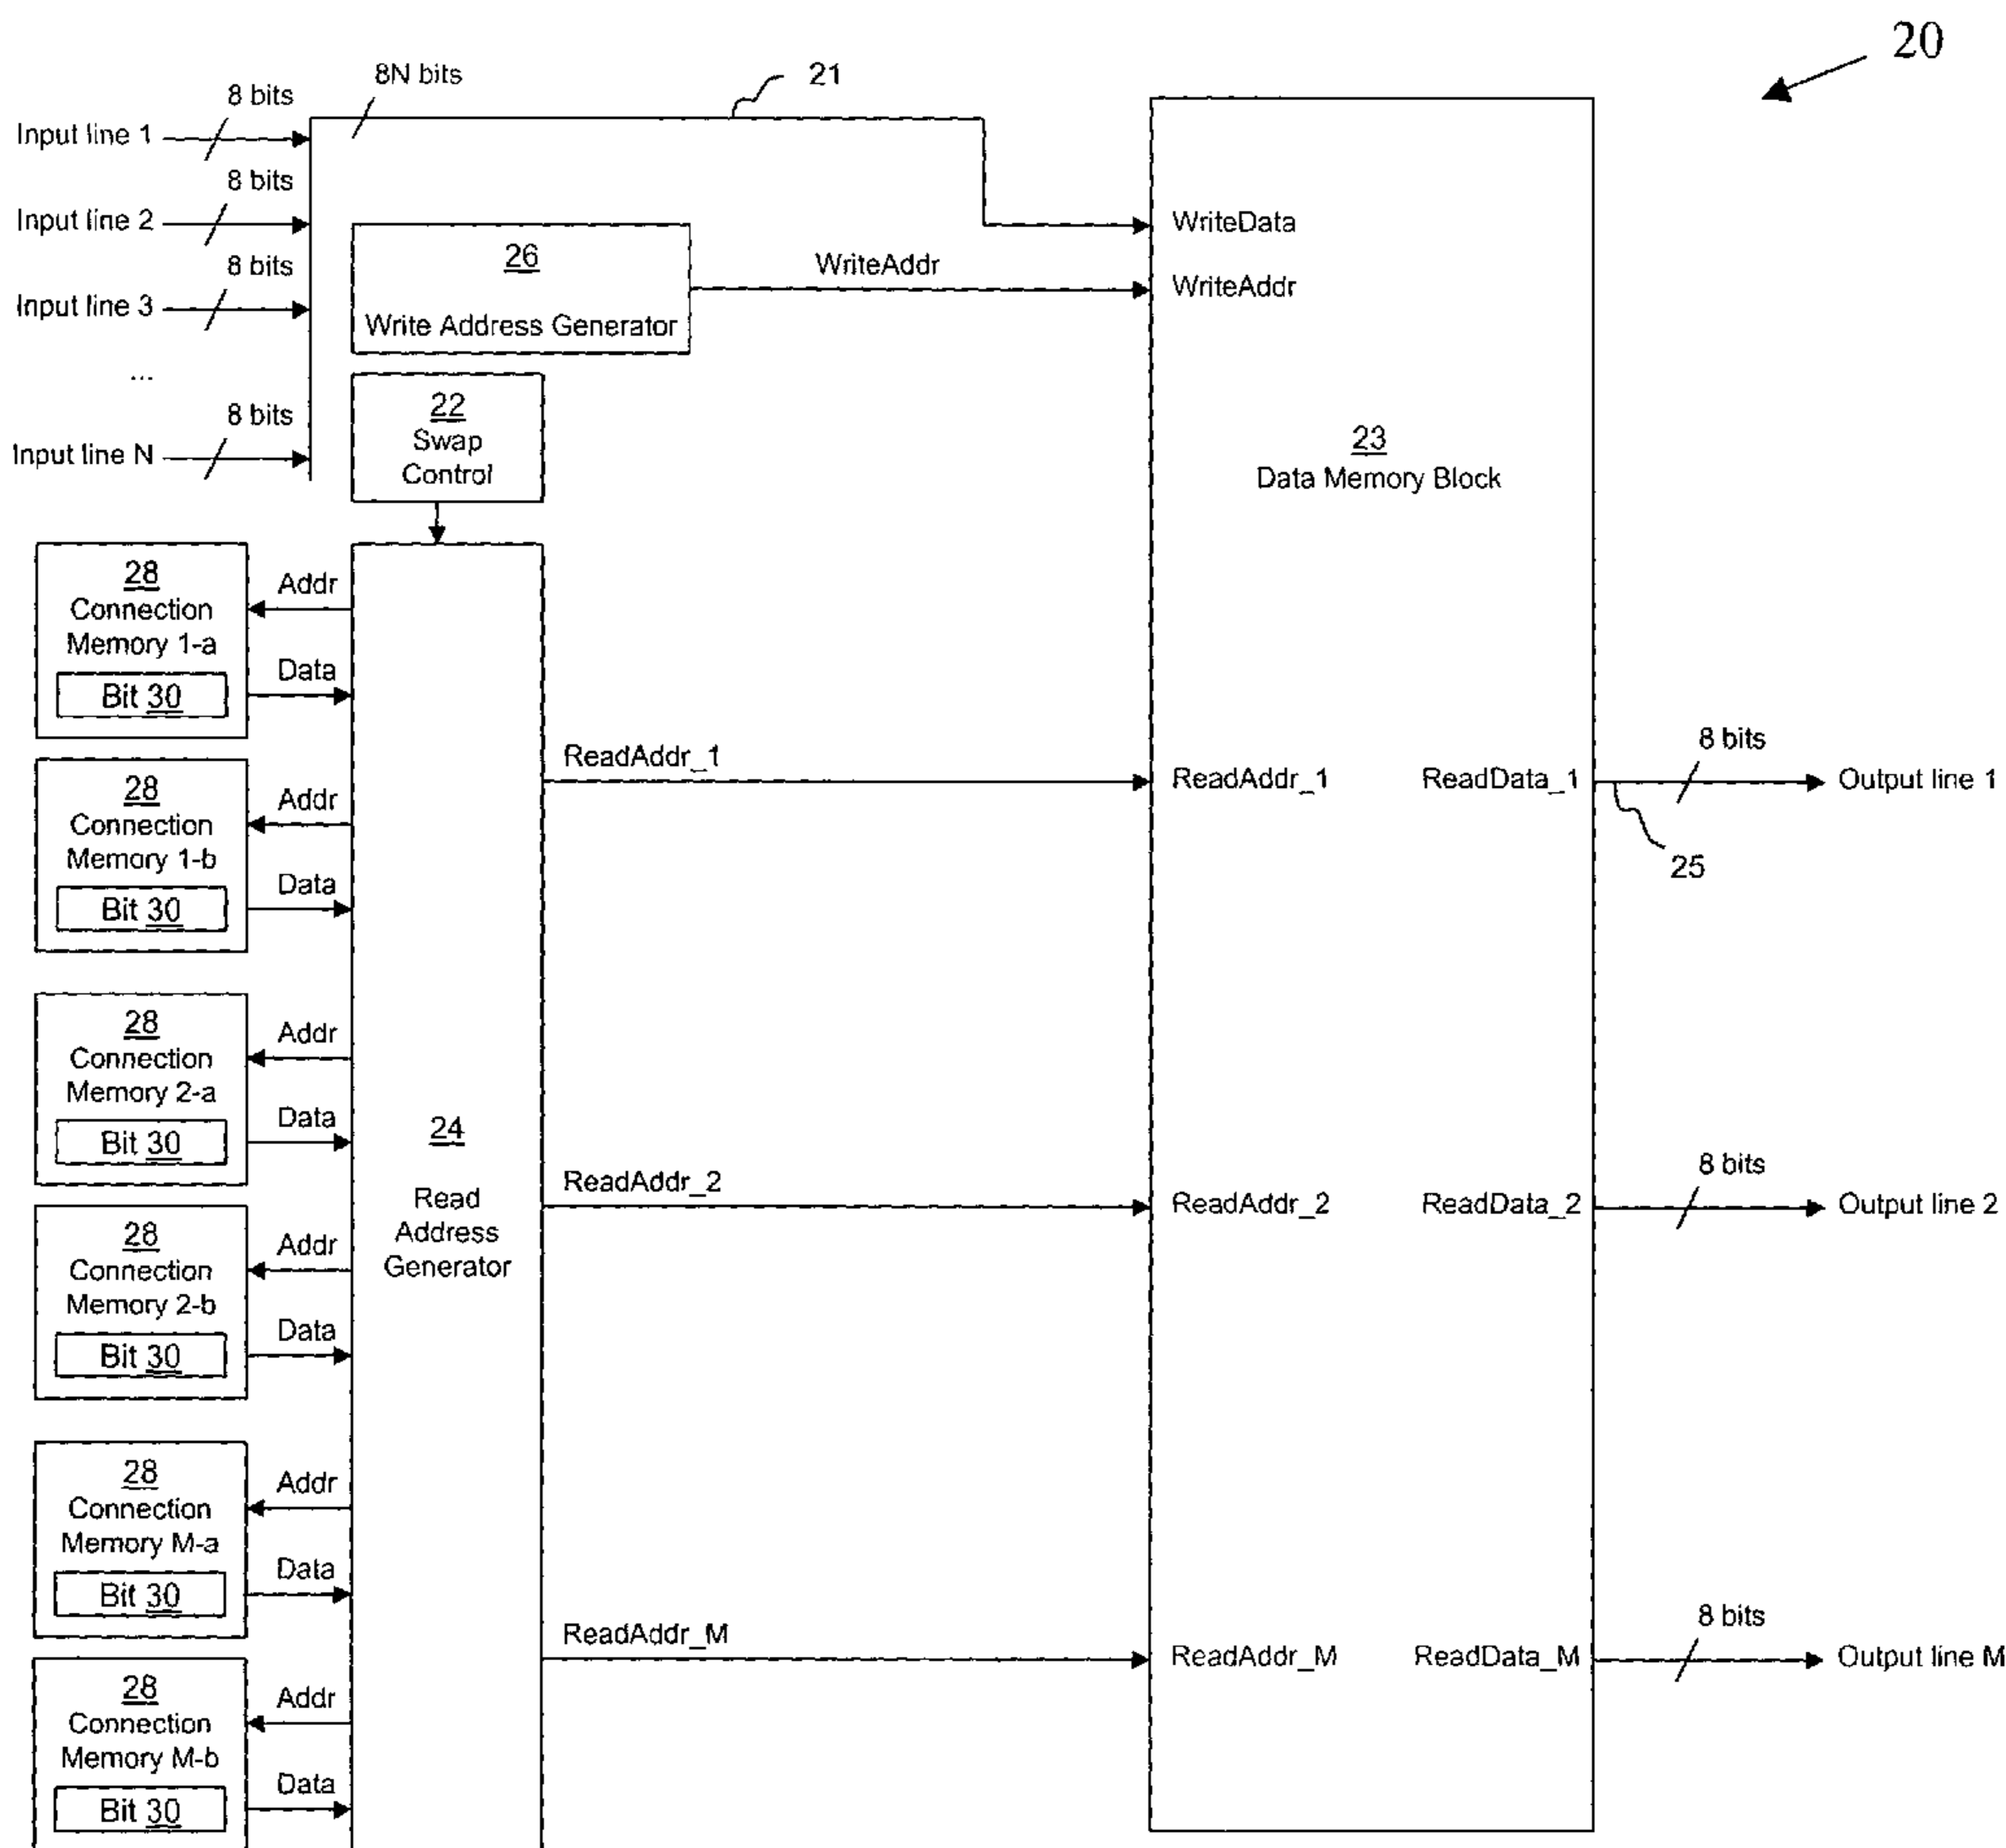 20
8N bits
21
8 bits
Input line 1
8 bits
Input line 2
8 bits
Input line 3
...
8 bits
Input line N
26
Write Address Generator
WriteAddr
WriteData
WriteAddr
22
Swap
Control
23
Data Memory Block
28
Connection
Memory 1-a
Bit 30
Addr
Data
28
Connection
Memory 1-b
Bit 30
Addr
Data
28
Connection
Memory 2-a
Bit 30
Addr
Data
28
Connection
Memory 2-b
Bit 30
Addr
Data
28
Connection
Memory M-a
Bit 30
Addr
Data
28
Connection
Memory M-b
Bit 30
Addr
Data
24
Read
Address
Generator
ReadAddr_1
ReadAddr_1
ReadData_1
8 bits
Output line 1
25
ReadAddr_2
ReadAddr_2
ReadData_2
8 bits
Output line 2
ReadAddr_M
ReadAddr_M
ReadData_M
8 bits
Output line M